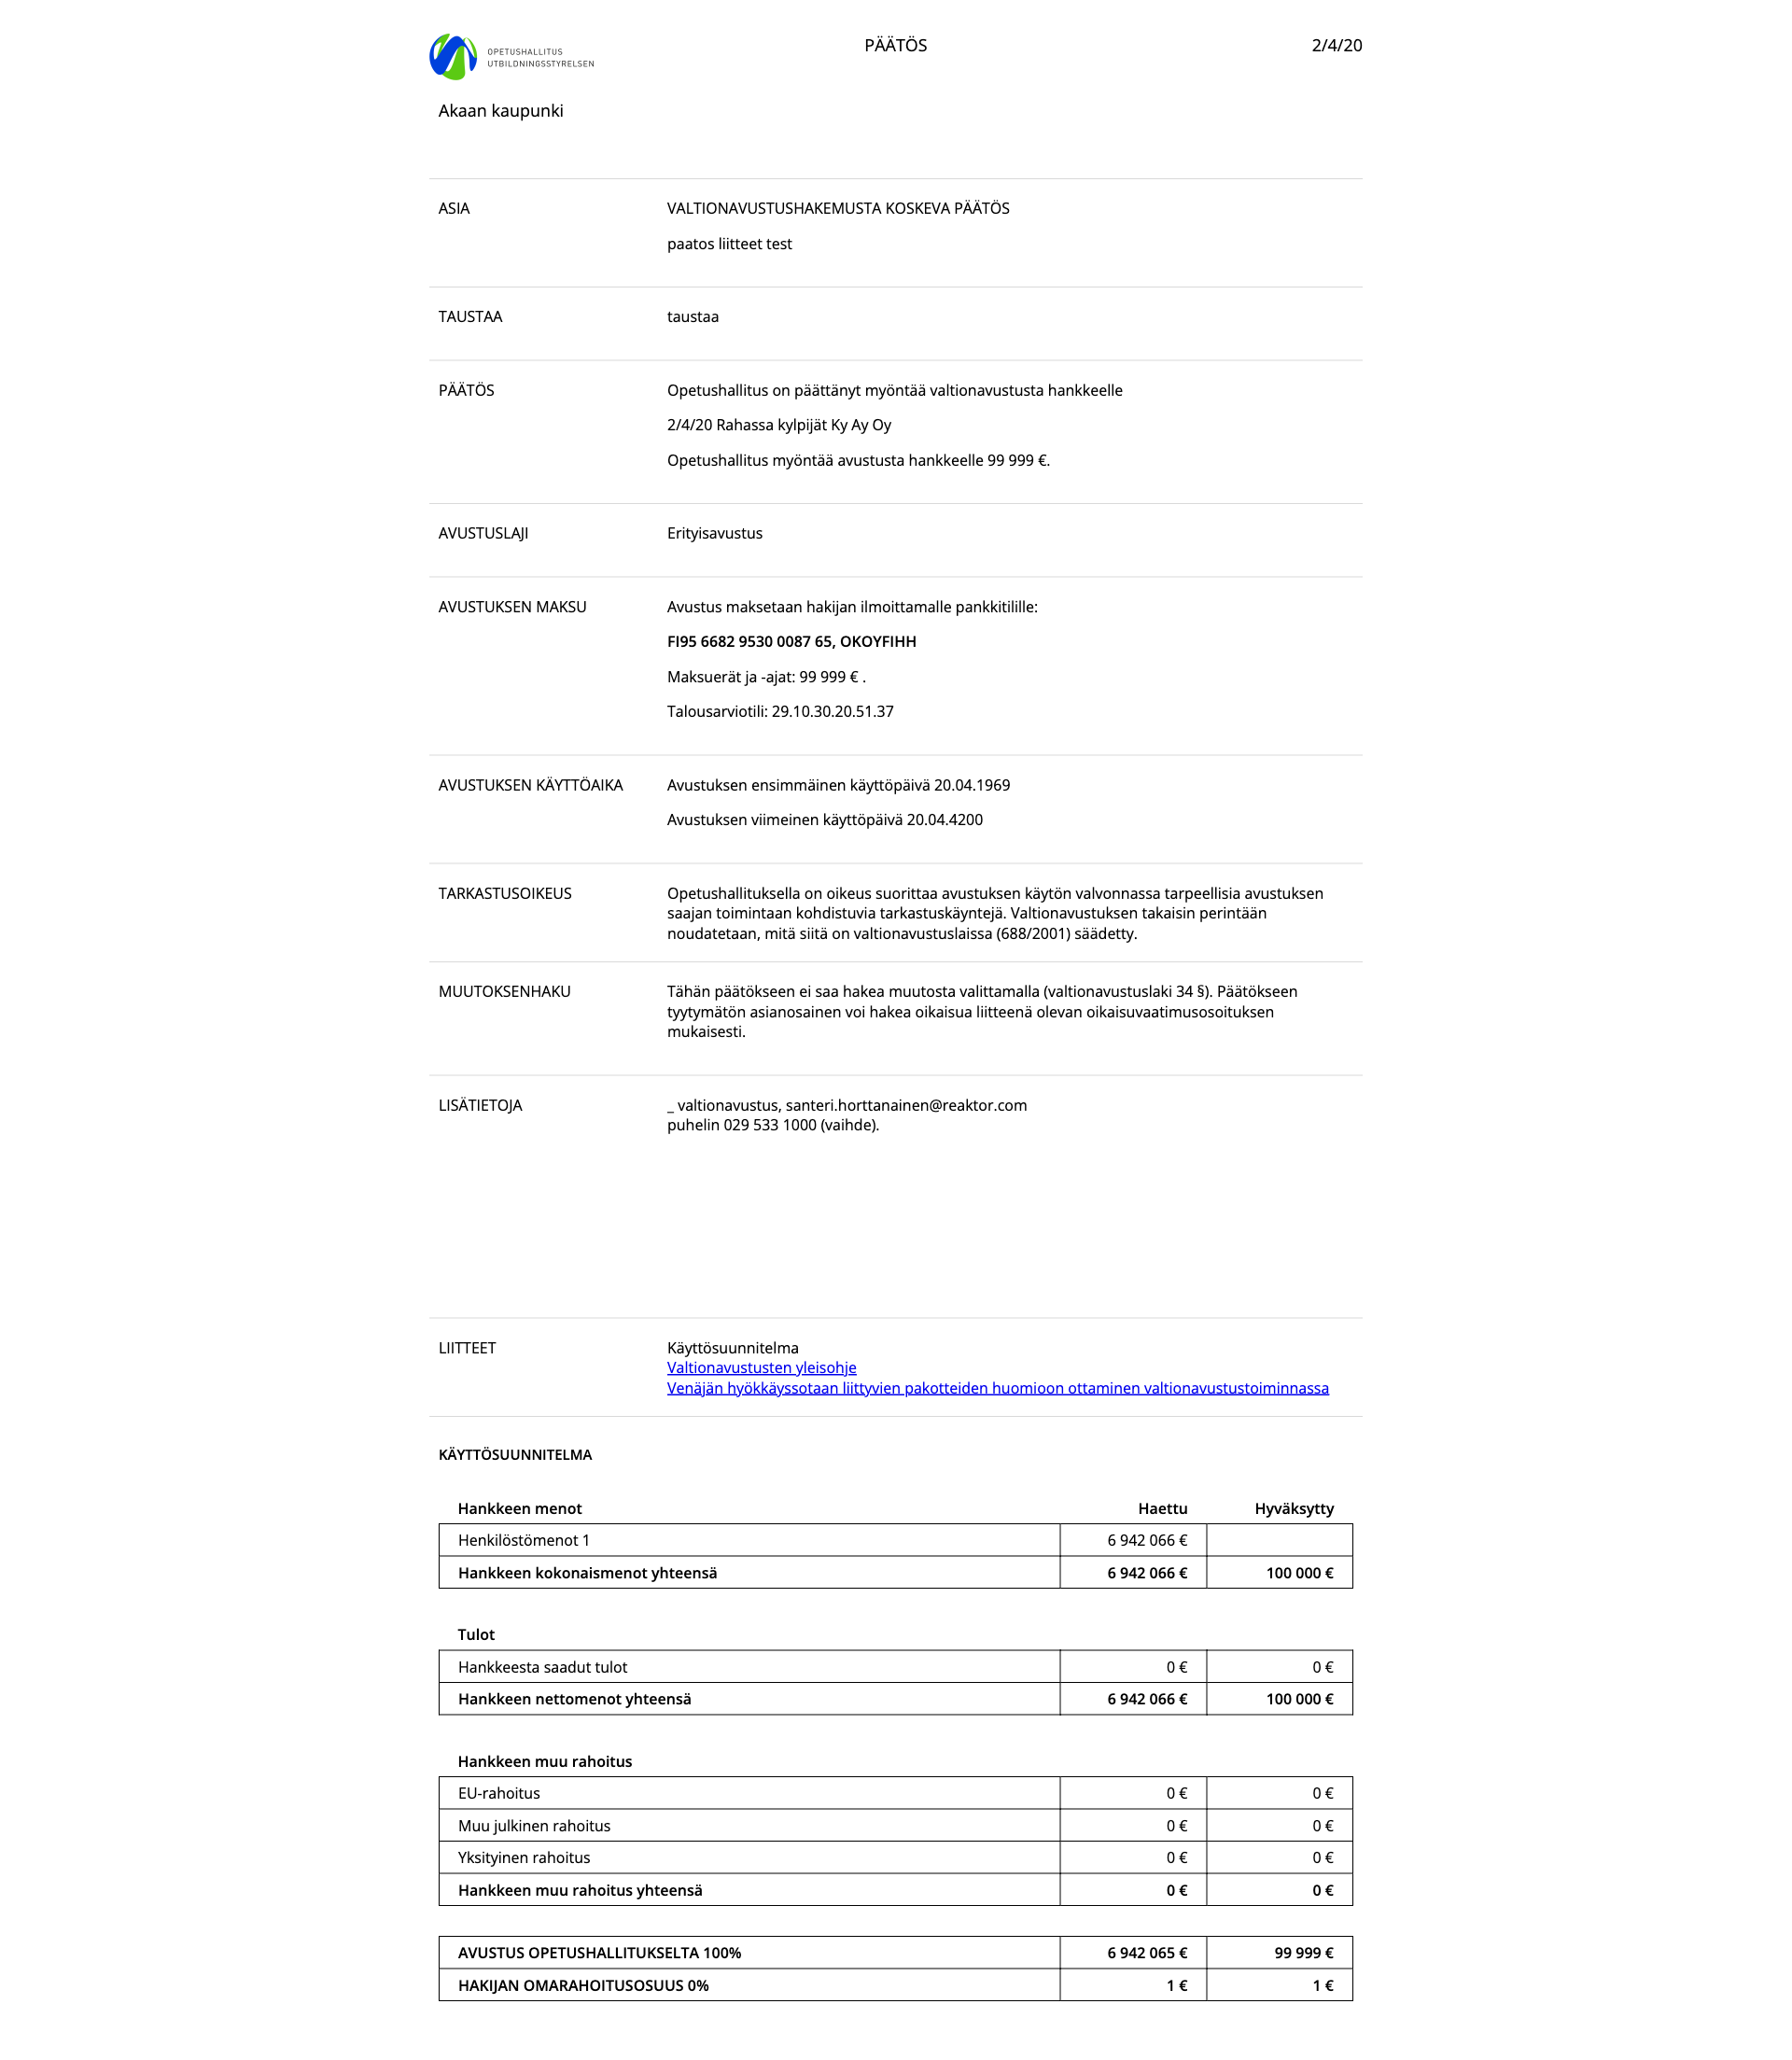 OPETUSHALLITUS
UTBILDNINGSSTYRELSEN
PÄÄTÖS
2/4/20
Akaan kaupunki
ASIA
VALTIONAVUSTUSHAKEMUSTA KOSKEVA PÄÄTÖS
paatos liitteet test
TAUSTAA
taustaa
PÄÄTÖS
Opetushallitus on päättänyt myöntää valtionavustusta hankkeelle
2/4/20 Rahassa kylpijät Ky Ay Oy
Opetushallitus myöntää avustusta hankkeelle 99 999 €.
AVUSTUSLAJI
Erityisavustus
AVUSTUKSEN MAKSU
Avustus maksetaan hakijan ilmoittamalle pankkitilille:
FI95 6682 9530 0087 65, OKOYFIHH
Maksuerät ja -ajat: 99 999 € .
Talousarviotili: 29.10.30.20.51.37
AVUSTUKSEN KÄYTTÖAIKA
Avustuksen ensimmäinen käyttöpäivä 20.04.1969
Avustuksen viimeinen käyttöpäivä 20.04.4200
TARKASTUSOIKEUS
Opetushallituksella on oikeus suorittaa avustuksen käytön valvonnassa tarpeellisia avustuksen
saajan toimintaan kohdistuvia tarkastuskäyntejä. Valtionavustuksen takaisin perintään
noudatetaan, mitä siitä on valtionavustuslaissa (688/2001) säädetty.
MUUTOKSENHAKU
Tähän päätökseen ei saa hakea muutosta valittamalla (valtionavustuslaki 34 §). Päätökseen
tyytymätön asianosainen voi hakea oikaisua liitteenä olevan oikaisuvaatimusosoituksen
mukaisesti.
LISÄTIETOJA
_ valtionavustus, santeri.horttanainen@reaktor.com
puhelin 029 533 1000 (vaihde).
LIITTEET
Käyttösuunnitelma
Valtionavustusten yleisohje
Venäjän hyökkäyssotaan liittyvien pakotteiden huomioon ottaminen valtionavustustoiminnassa
KÄYTTÖSUUNNITELMA
Hankkeen menot Haettu Hyväksytty
Henkilöstömenot 1 6 942 066 €
Hankkeen kokonaismenot yhteensä 6 942 066 € 100 000 €
Tulot
Hankkeesta saadut tulot 0 € 0 €
Hankkeen nettomenot yhteensä 6 942 066 € 100 000 €
Hankkeen muu rahoitus
EU-rahoitus 0 € 0 €
Muu julkinen rahoitus 0 € 0 €
Yksityinen rahoitus 0 € 0 €
Hankkeen muu rahoitus yhteensä 0 € 0 €
AVUSTUS OPETUSHALLITUKSELTA 100% 6 942 065 € 99 999 €
HAKIJAN OMARAHOITUSOSUUS 0% 1 € 1 €